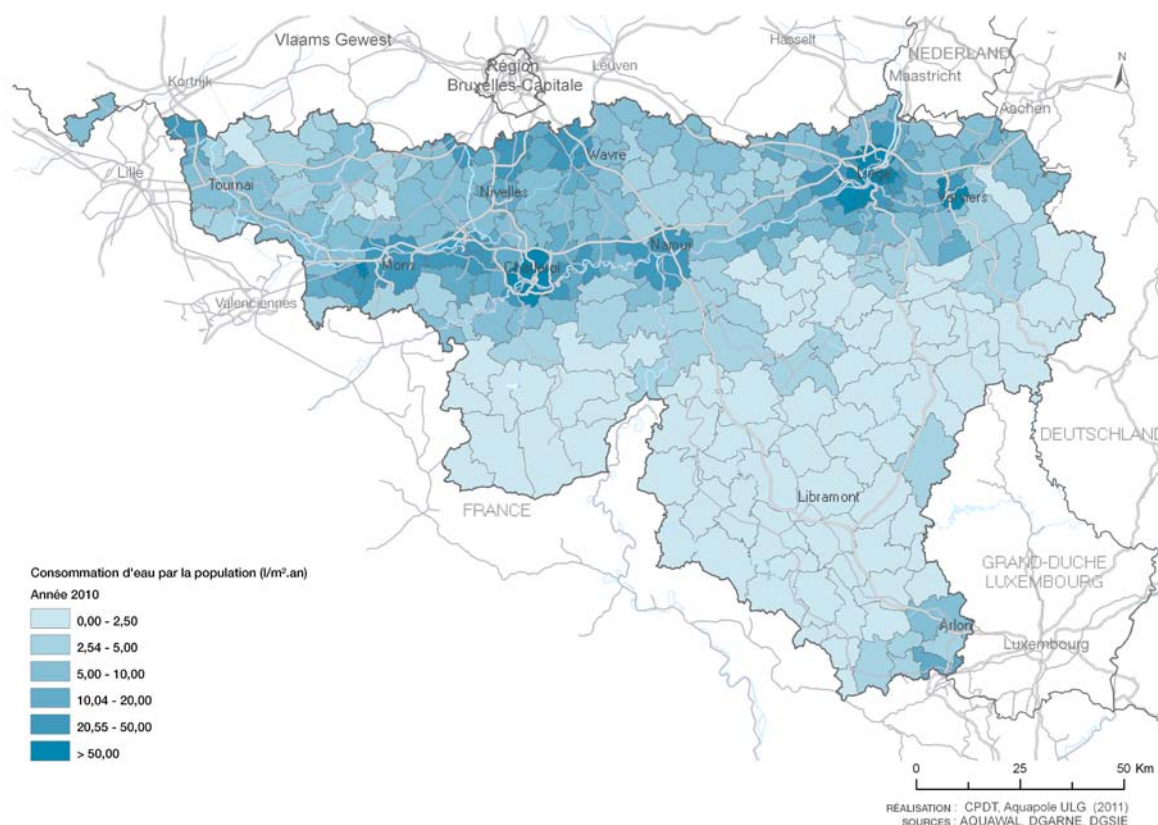 Vlaams Gewest
Hasselt
NEDERLAND
Région
Bruxelles-Capitale
Leuven
Maastricht
N
Kortrijk
Aachen
Lille
Wavre
Liège
Tournai
Nivelles
Verviers
Namur
Mons
Charleroi
Valenciennes
DEUTSCHLAND
Libramont
FRANCE
GRAND-DUCHE
LUXEMBOURG
Arlon
Luxembourg
Consommation d'eau par la population (l/m².an)
Année 2010
0,00 - 2,50
2,54 - 5,00
5,00 - 10,00
10,04 - 20,00
20,55 - 50,00
> 50,00
0 25 50 Km
RÉALISATION : CPDT, Aquapole ULG (2011)
SOURCES : AQUAWAL, DGARNE, DGSIE